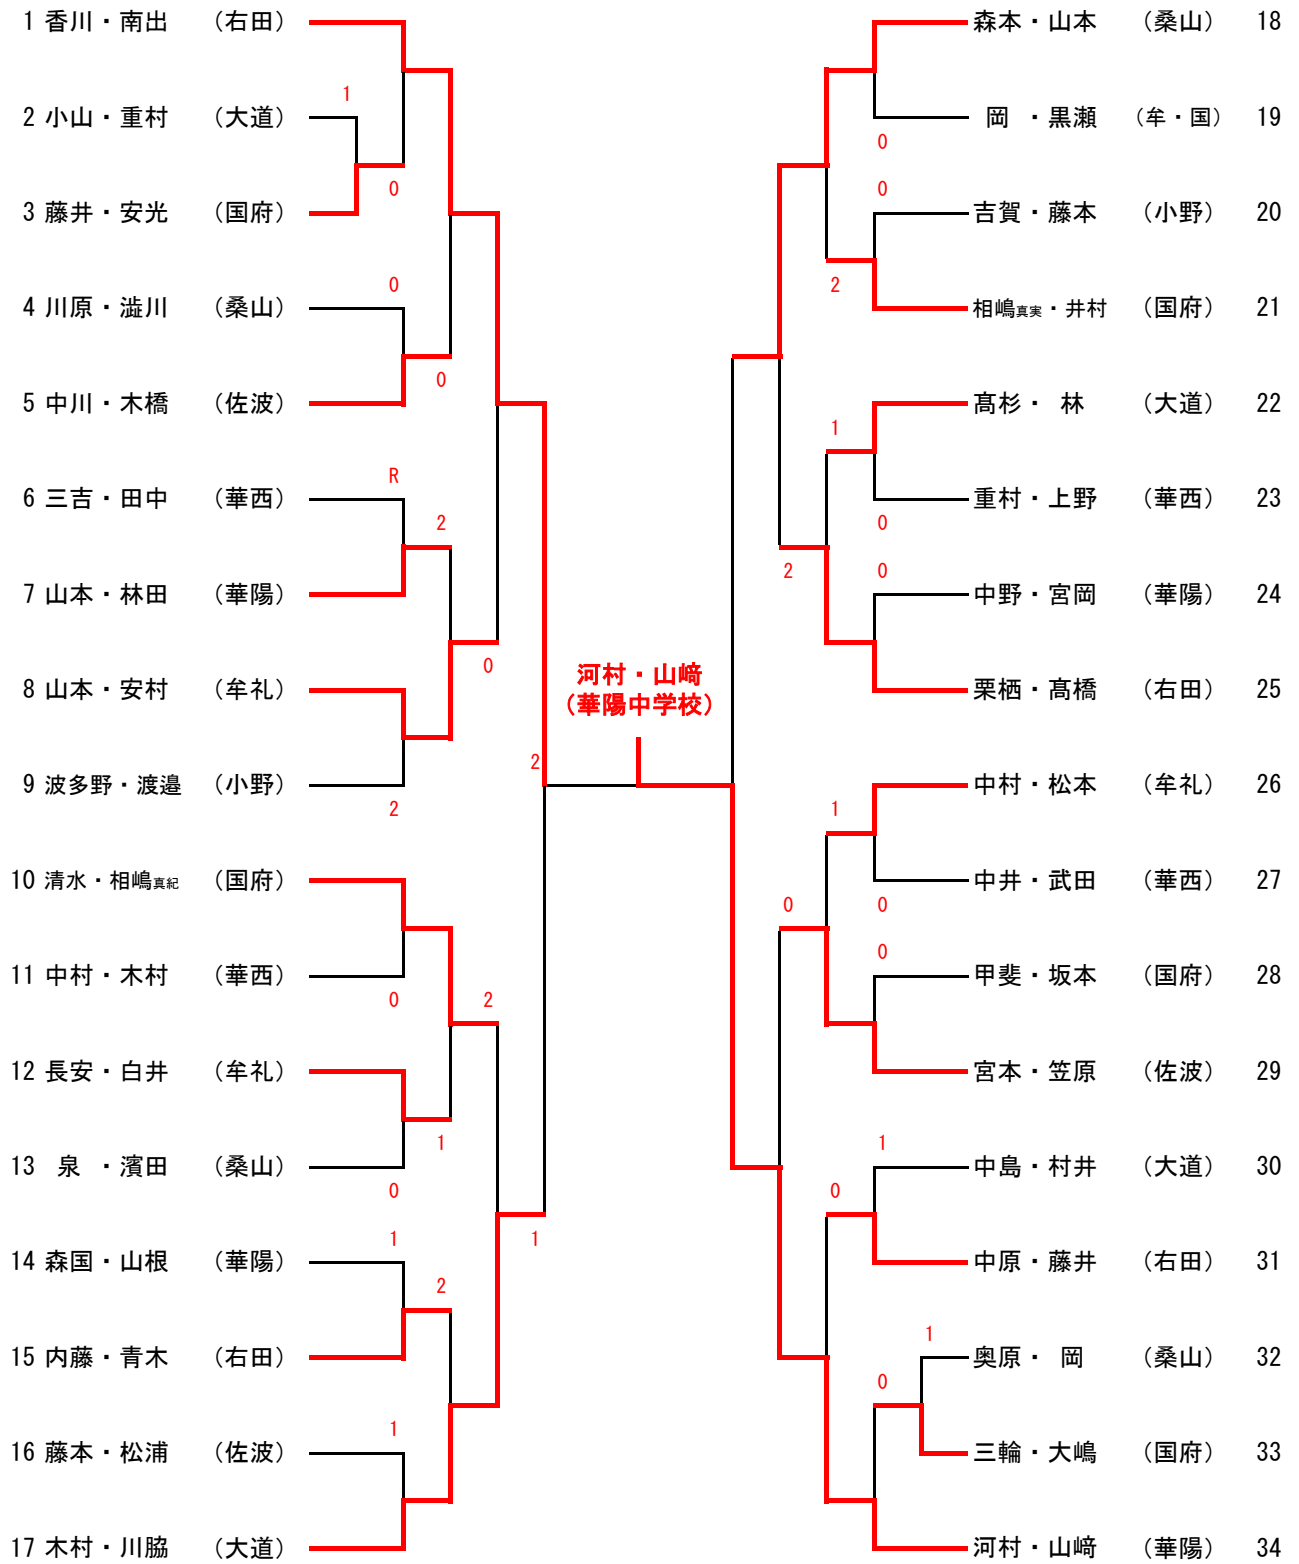 1 香川・南出 (右田)
1
2 小山・重村 (大道)
0
3 藤井・安光 (国府)
0
4 川原・澁川 (桑山)
0
5 中川・木橋 (佐波)
R
6 三吉・田中 (華西)
2
7 山本・林田 (華陽)
0
8 山本・安村 (牟礼)
2
9 波多野・渡邉 (小野)
2
10 清水・相嶋真紀 (国府)
11 中村・木村 (華西)
0
2
12 長安・白井 (牟礼)
1
13 泉・濱田 (桑山)
0
1
14 森国・山根 (華陽)
1
2
15 内藤・青木 (右田)
1
16 藤本・松浦 (佐波)
17 木村・川脇 (大道)
河村・山﨑
(華陽中学校)
森本・山本 (桑山) 18
岡・黒瀬 (牟・国) 19
0
0
吉賀・藤本 (小野) 20
2
相嶋真実・井村 (国府) 21
髙杉・林 (大道) 22
1
重村・上野 (華西) 23
0
2
0
中野・宮岡 (華陽) 24
栗栖・髙橋 (右田) 25
中村・松本 (牟礼) 26
1
中井・武田 (華西) 27
0
0
0
甲斐・坂本 (国府) 28
宮本・笠原 (佐波) 29
1
中島・村井 (大道) 30
0
中原・藤井 (右田) 31
1
奥原・岡 (桑山) 32
0
三輪・大嶋 (国府) 33
河村・山﨑 (華陽) 34